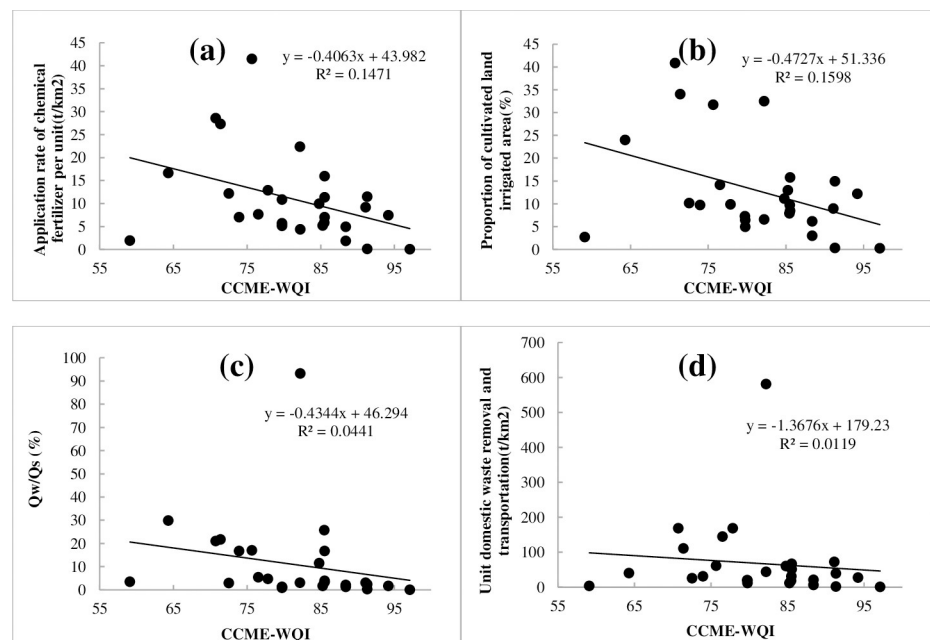 (a)
y = -0.4063x + 43.982
R² = 0.1471
Application rate of chemical
fertilizer per unit(t/km2)
45
40
35
30
25
20
15
10
5
0
55 65 75 85 95
CCME-WQI
(b)
y = -0.4727x + 51.336
R² = 0.1598
Proportion of cultivated land
irrigated area(%)
45
40
35
30
25
20
15
10
5
0
55 65 75 85 95
CCME-WQI
(c)
y = -0.4344x + 46.294
R² = 0.0441
Qw/Qs (%)
100
90
80
70
60
50
40
30
20
10
0
55 65 75 85 95
CCME-WQI
(d)
y = -1.3676x + 179.23
R² = 0.0119
Unit domestic waste removal and
transportation(t/km2)
700
600
500
400
300
200
100
0
55 65 75 85 95
CCME-WQI